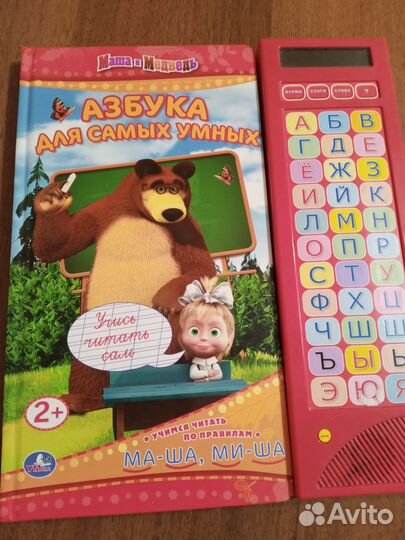 Маша и Медведь
АЗБУКА
ДЛЯ САМЫХ УМНЫХ
Учись
читать
сам
2+
УЧИМСЯ ЧИТАТЬ
ПО ПРАВИЛАМ
МА-ША, МИ-ША
Умка
БУКВЫ СЛОГИ СЛОВА ?
А Б В
Г Д Е
Ё Ж З
И Й К
Л М Н
О П Р
С Т У
Ф Х Ц
Ч Ш Щ
Ъ Ы Ь
Э Ю Я
Avito